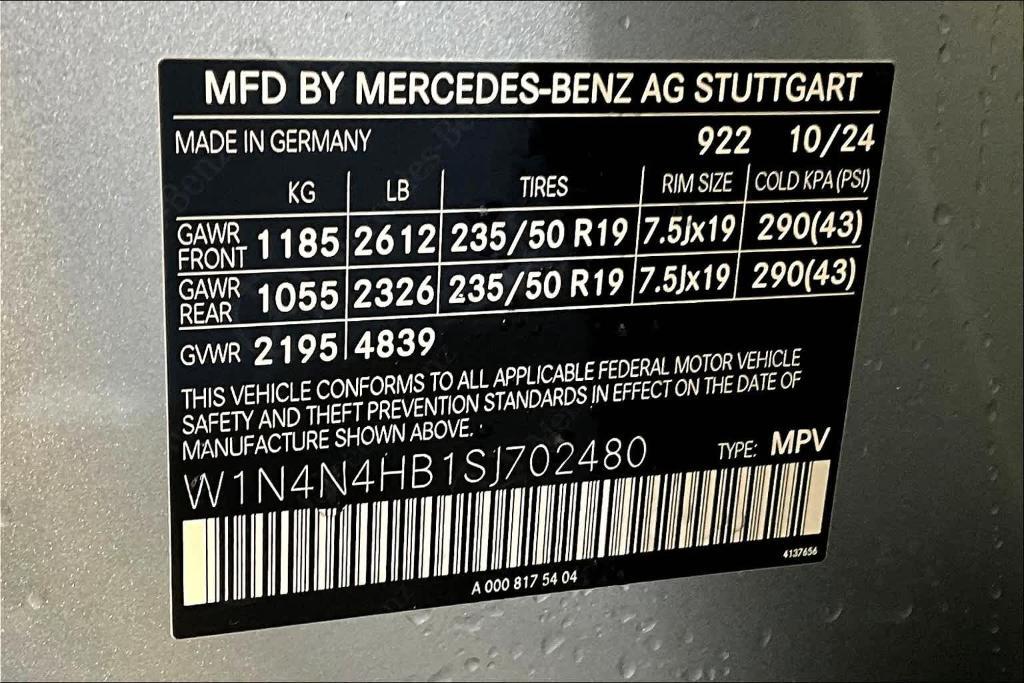 MFD BY MERCEDES-BENZ AG STUTTGART
MADE IN GERMANY 922 10/24
KG LB TIRES RIM SIZE COLD KPA (PSI)
GAWR FRONT 1185 2612 235/50 R19 7.5Jx19 290(43)
GAWR REAR 1055 2326 235/50 R19 7.5Jx19 290(43)
GVWR 2195 4839
THIS VEHICLE CONFORMS TO ALL APPLICABLE FEDERAL MOTOR VEHICLE
SAFETY AND THEFT PREVENTION STANDARDS IN EFFECT ON THE DATE OF
MANUFACTURE SHOWN ABOVE.
W1N4N4HB1SJ702480 TYPE: MPV
4137656
A 000 817 54 04